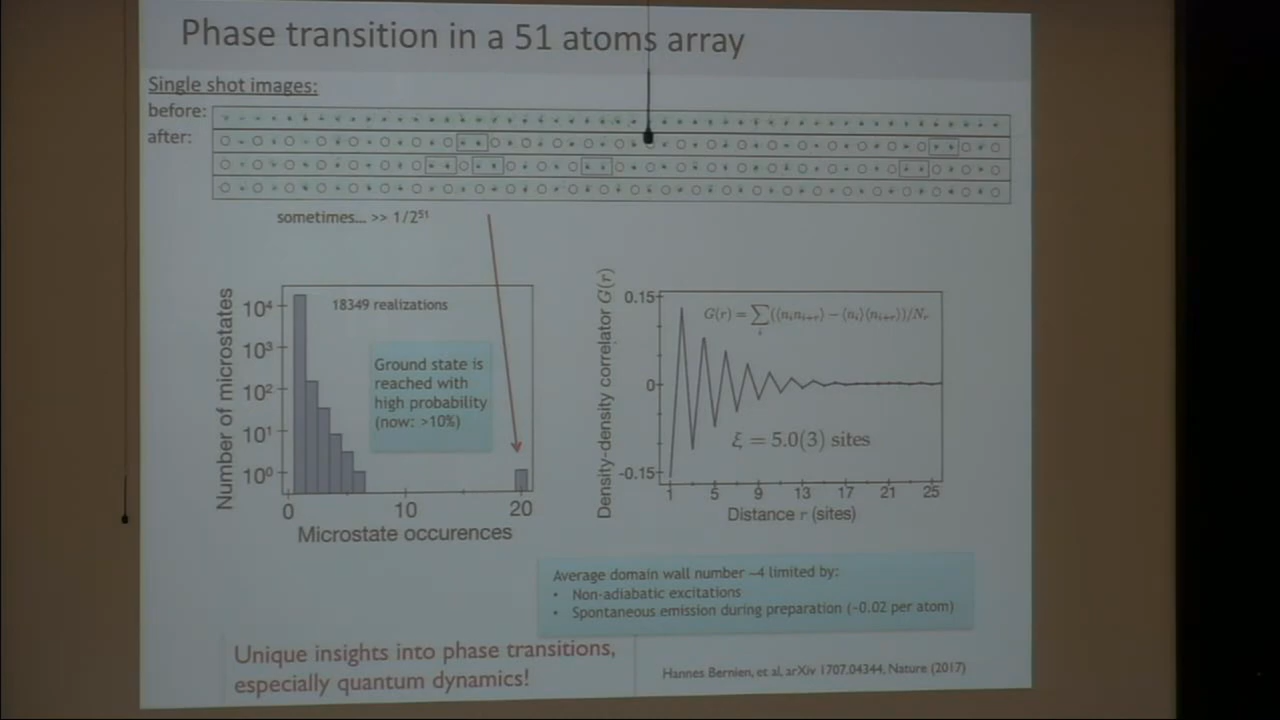 Phase transition in a 51 atoms array
Single shot images:
before:
after:
sometimes... >> 1/2⁵¹
Number of microstates
10⁴
10³
10²
10¹
10⁰
18349 realizations
Ground state is
reached with
high probability
(now: >10%)
0 10 20
Microstate occurences
Density-density correlator G(r)
0.15
0
-0.15
G(r) = ∑ᵢ(⟨nᵢnᵢ₊ᵣ⟩ − ⟨nᵢ⟩⟨nᵢ₊ᵣ⟩)/Nᵣ
ξ = 5.0(3) sites
1 5 9 13 17 21 25
Distance r (sites)
Average domain wall number ~4 limited by:
• Non-adiabatic excitations
• Spontaneous emission during preparation (~0.02 per atom)
Unique insights into phase transitions,
especially quantum dynamics!
Hannes Bernien, et al, arXiv 1707.04344, Nature (2017)